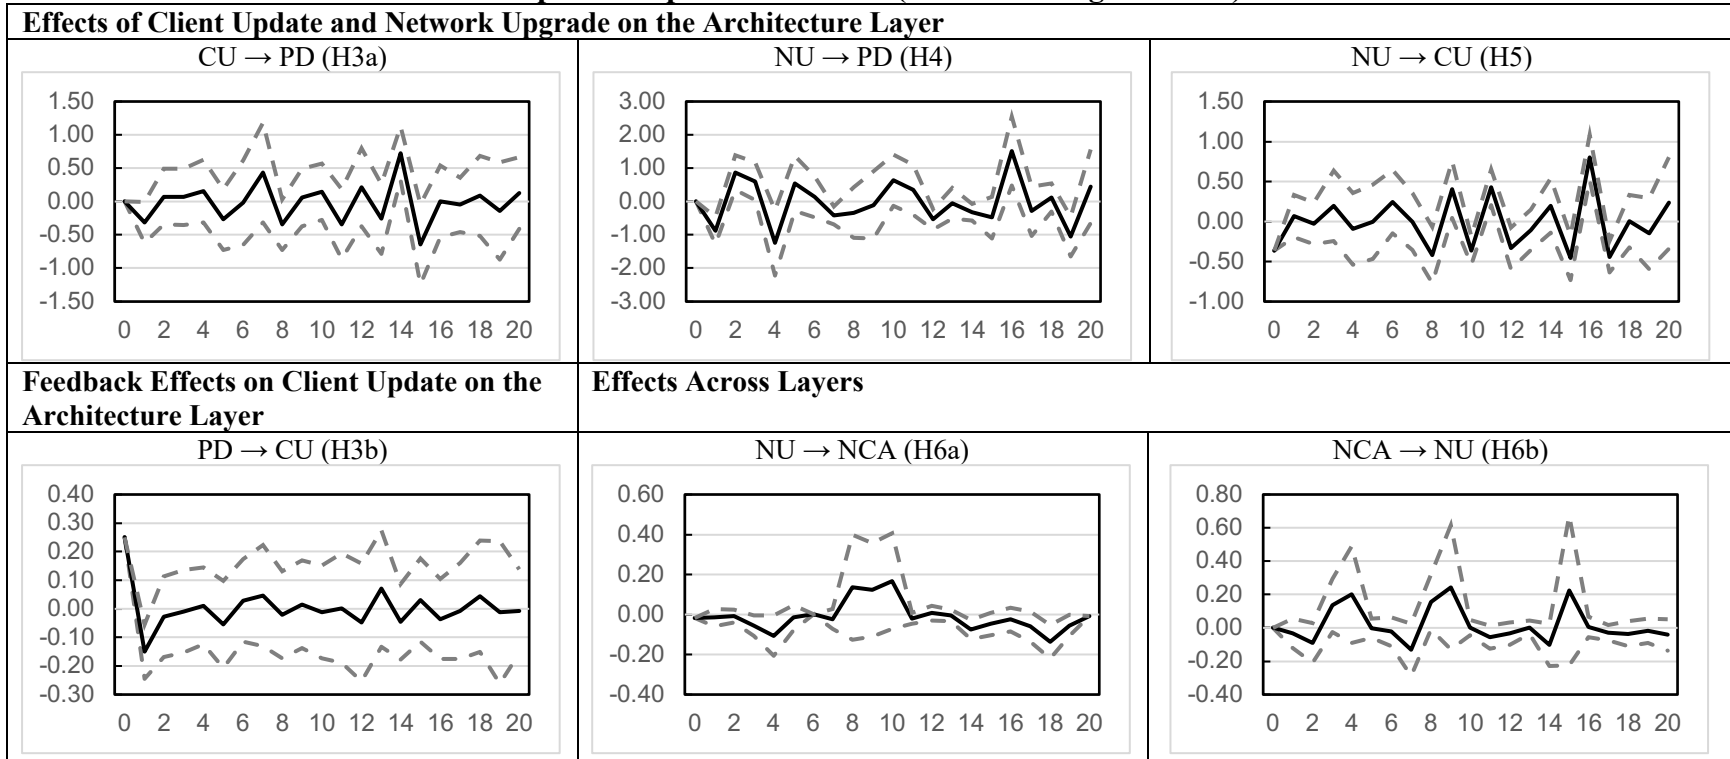 Effects of Client Update and Network Upgrade on the Architecture Layer
CU → PD (H3a)
1.50
1.00
0.50
0.00
-0.50
-1.00
-1.50
0 2 4 6 8 10 12 14 16 18 20
NU → PD (H4)
3.00
2.00
1.00
0.00
-1.00
-2.00
-3.00
0 2 4 6 8 10 12 14 16 18 20
NU → CU (H5)
1.50
1.00
0.50
0.00
-0.50
-1.00
0 2 4 6 8 10 12 14 16 18 20
Feedback Effects on Client Update on the
Architecture Layer
Effects Across Layers
PD → CU (H3b)
0.40
0.30
0.20
0.10
0.00
-0.10
-0.20
-0.30
0 2 4 6 8 10 12 14 16 18 20
NU → NCA (H6a)
0.60
0.40
0.20
0.00
-0.20
-0.40
0 2 4 6 8 10 12 14 16 18 20
NCA → NU (H6b)
0.80
0.60
0.40
0.20
0.00
-0.20
-0.40
0 2 4 6 8 10 12 14 16 18 20